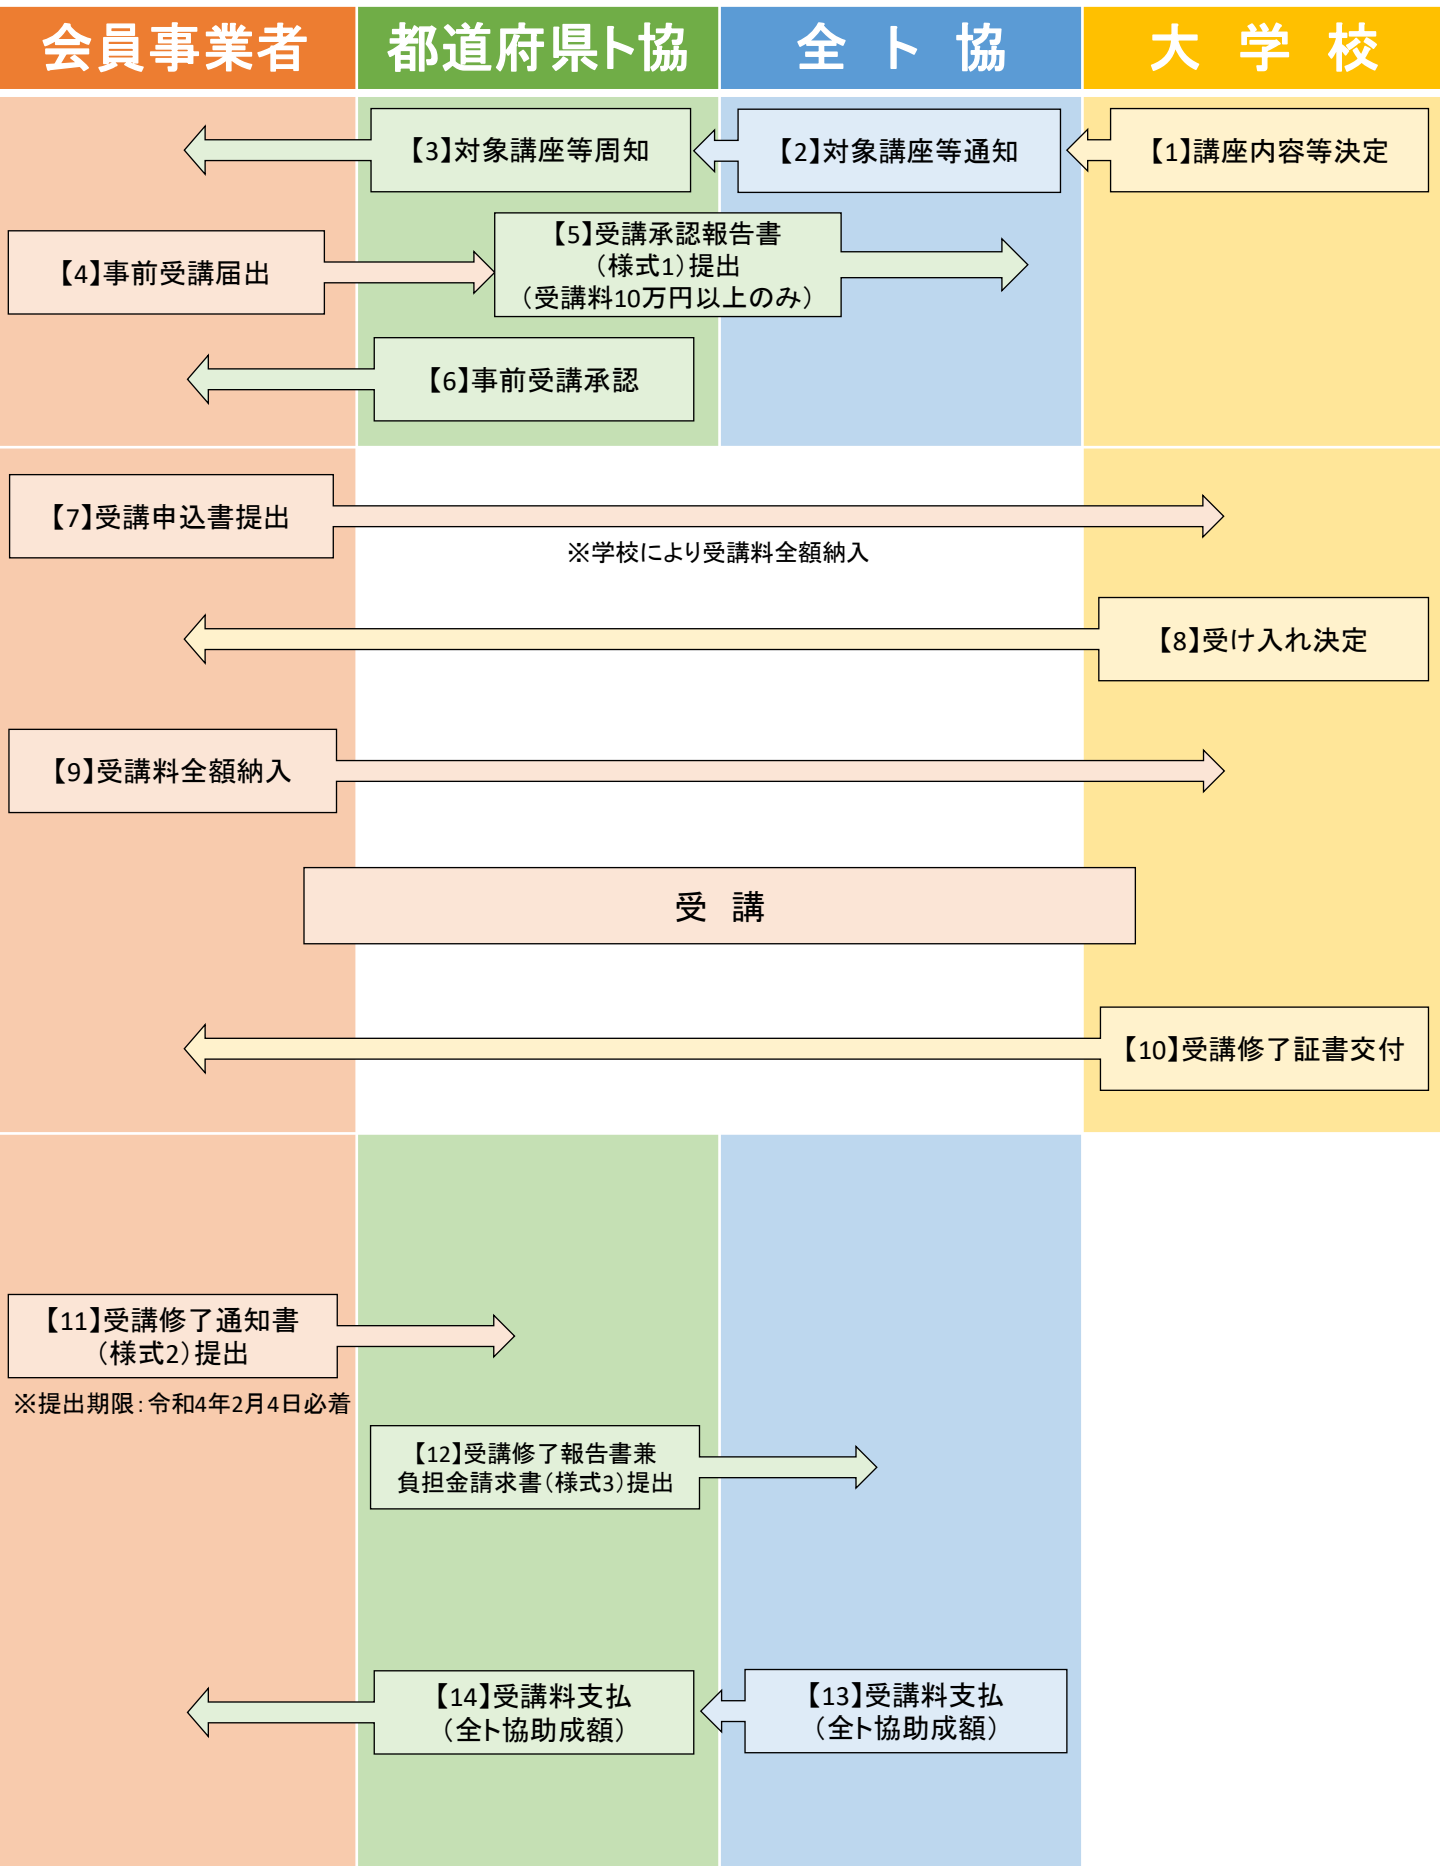 会員事業者
都道府県ト協
全 ト 協
大 学 校
【3】対象講座等周知
【2】対象講座等通知
【1】講座内容等決定
【4】事前受講届出
【5】受講承認報告書
（様式1）提出
（受講料10万円以上のみ）
【6】事前受講承認
【7】受講申込書提出
※学校により受講料全額納入
【8】受け入れ決定
【9】受講料全額納入
受 講
【10】受講修了証書交付
【11】受講修了通知書
（様式2）提出
※提出期限：令和4年2月4日必着
【12】受講修了報告書兼
負担金請求書（様式3）提出
【14】受講料支払
（全ト協助成額）
【13】受講料支払
（全ト協助成額）